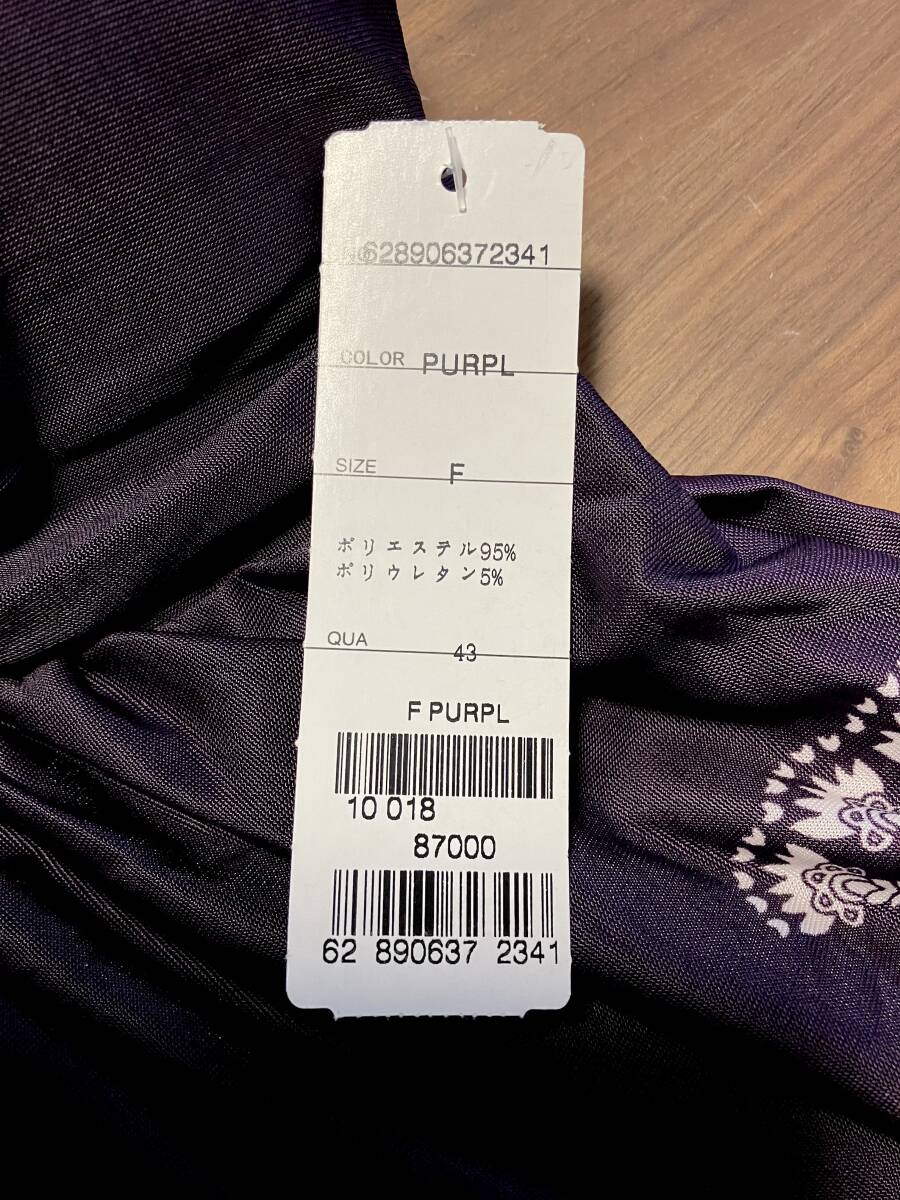 NO 628906372341
COLOR PURPL
SIZE F
ポリエステル95%
ポリウレタン5%
QUA 43
F PURPL
10 018
87000
62 890637 2341